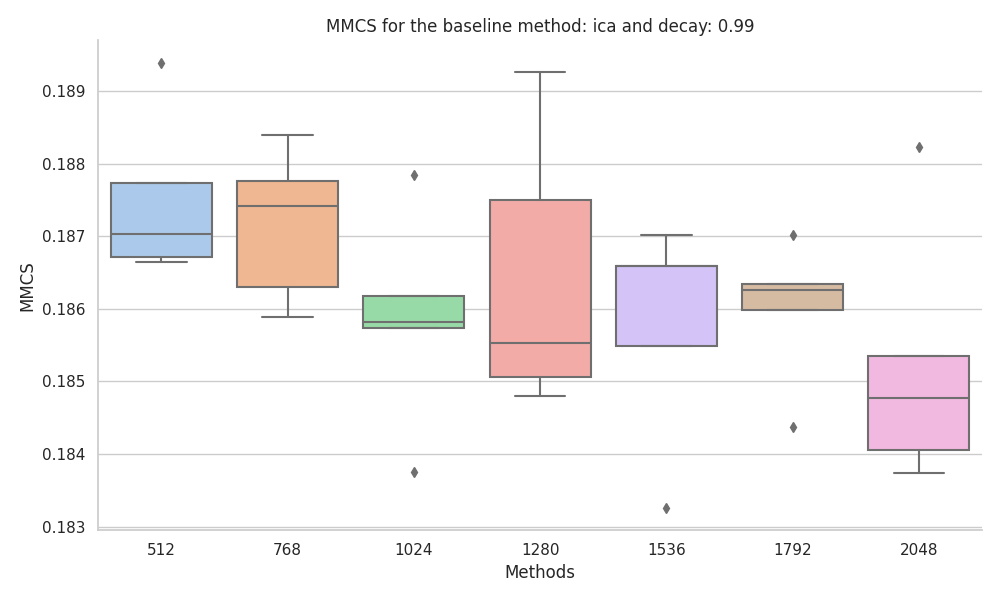 MMCS for the baseline method: ica and decay: 0.99
MMCS
0.189
0.188
0.187
0.186
0.185
0.184
0.183
512 768 1024 1280 1536 1792 2048
Methods